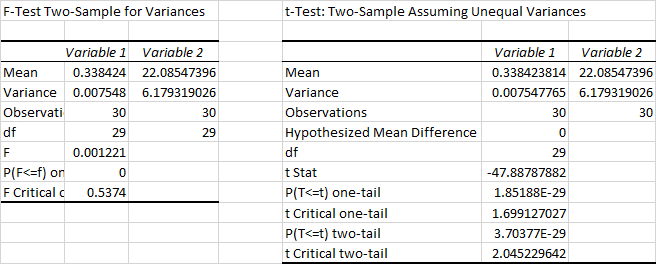 F-Test Two-Sample for Variances
t-Test: Two-Sample Assuming Unequal Variances
Variable 1 Variable 2 Variable 1 Variable 2
Mean 0.338424 22.08547396 Mean 0.338423814 22.08547396
Variance 0.007548 6.179319026 Variance 0.007547765 6.179319026
Observati 30 30 Observations 30 30
df 29 29 Hypothesized Mean Difference 0
F 0.001221 df 29
P(F<=f) on 0 t Stat -47.88787882
F Critical c 0.5374 P(T<=t) one-tail 1.85188E-29
t Critical one-tail 1.699127027
P(T<=t) two-tail 3.70377E-29
t Critical two-tail 2.045229642